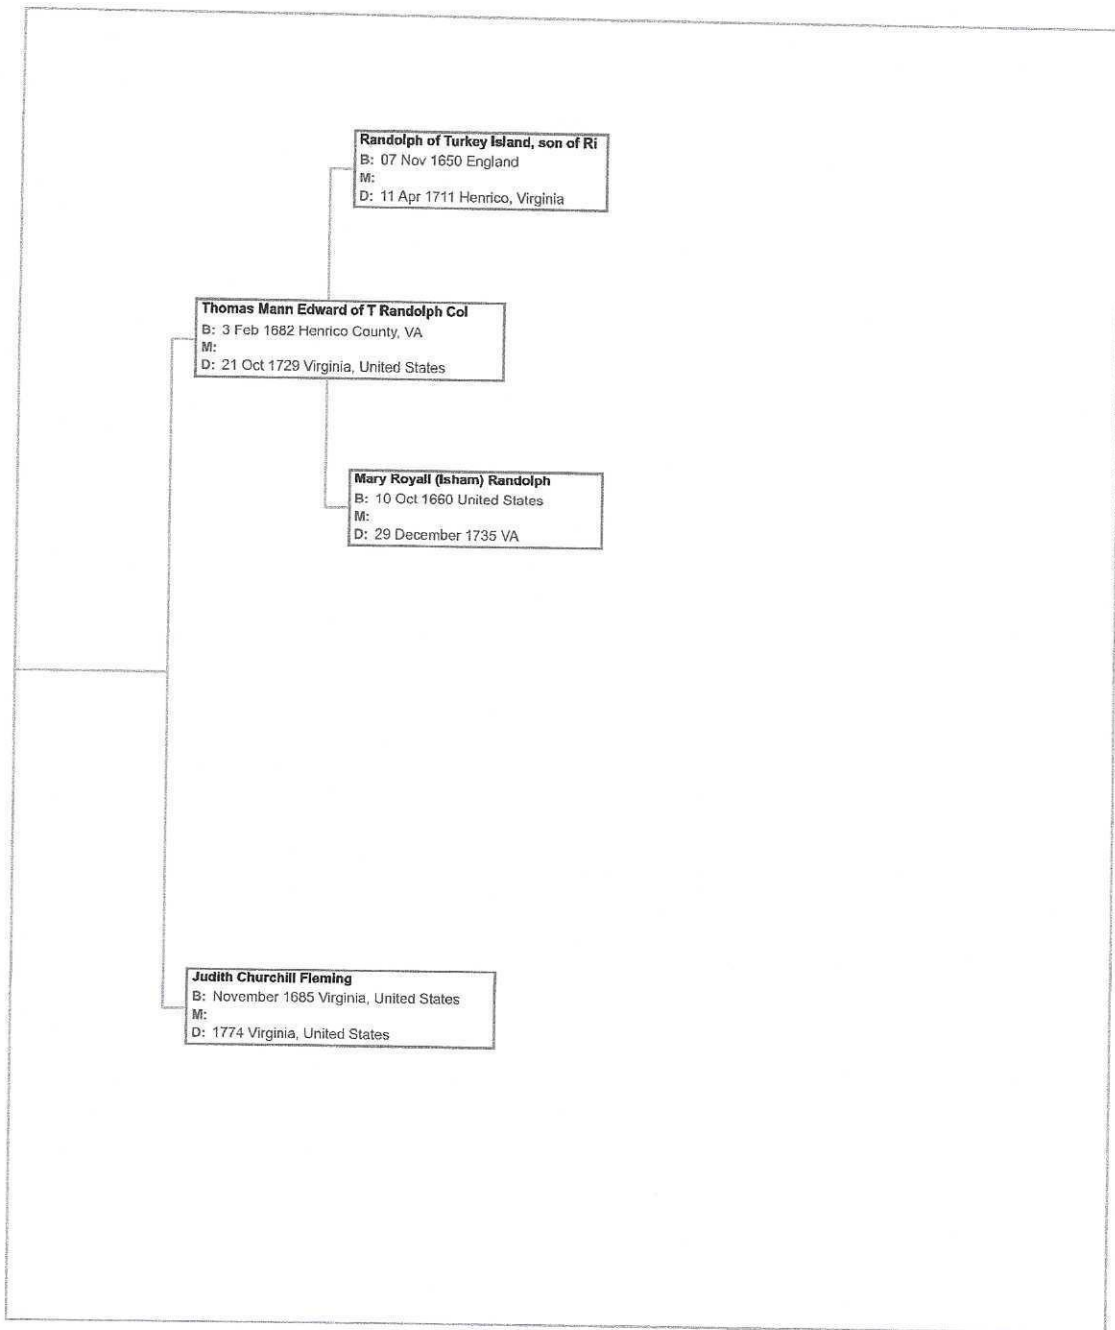 Randolph of Turkey Island, son of Ri
B: 07 Nov 1650 England
M:
D: 11 Apr 1711 Henrico, Virginia
Thomas Mann Edward of T Randolph Col
B: 3 Feb 1682 Henrico County, VA
M:
D: 21 Oct 1729 Virginia, United States
Mary Royall (Isham) Randolph
B: 10 Oct 1660 United States
M:
D: 29 December 1735 VA
Judith Churchill Fleming
B: November 1685 Virginia, United States
M:
D: 1774 Virginia, United States